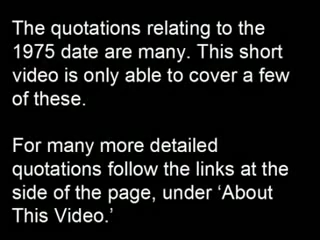 The quotations relating to the
1975 date are many. This short
video is only able to cover a few
of these.
For many more detailed
quotations follow the links at the
side of the page, under ‘About
This Video.’